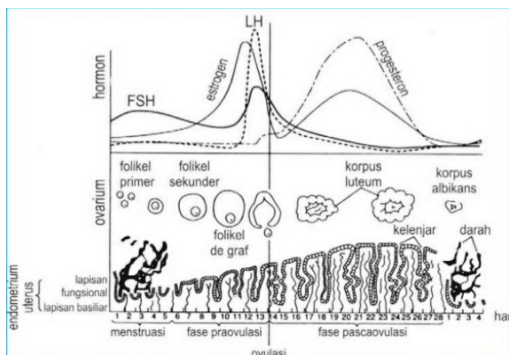 LH
hormon
FSH
estrogen
progesteron
ovarium
folikel
primer
folikel
sekunder
folikel
de graf
korpus
luteum
korpus
albikans
kelenjar
darah
endometrium
uterus
lapisan
fungsional
lapisan basiliar
1 2 3 4 5 6 7 8 9 10 11 12 13 14 15 16 17 18 19 20 21 22 23 24 25 26 27 28 1 2 3 4
menstruasi
fase praovulasi
fase pascaovulasi
ovulasi